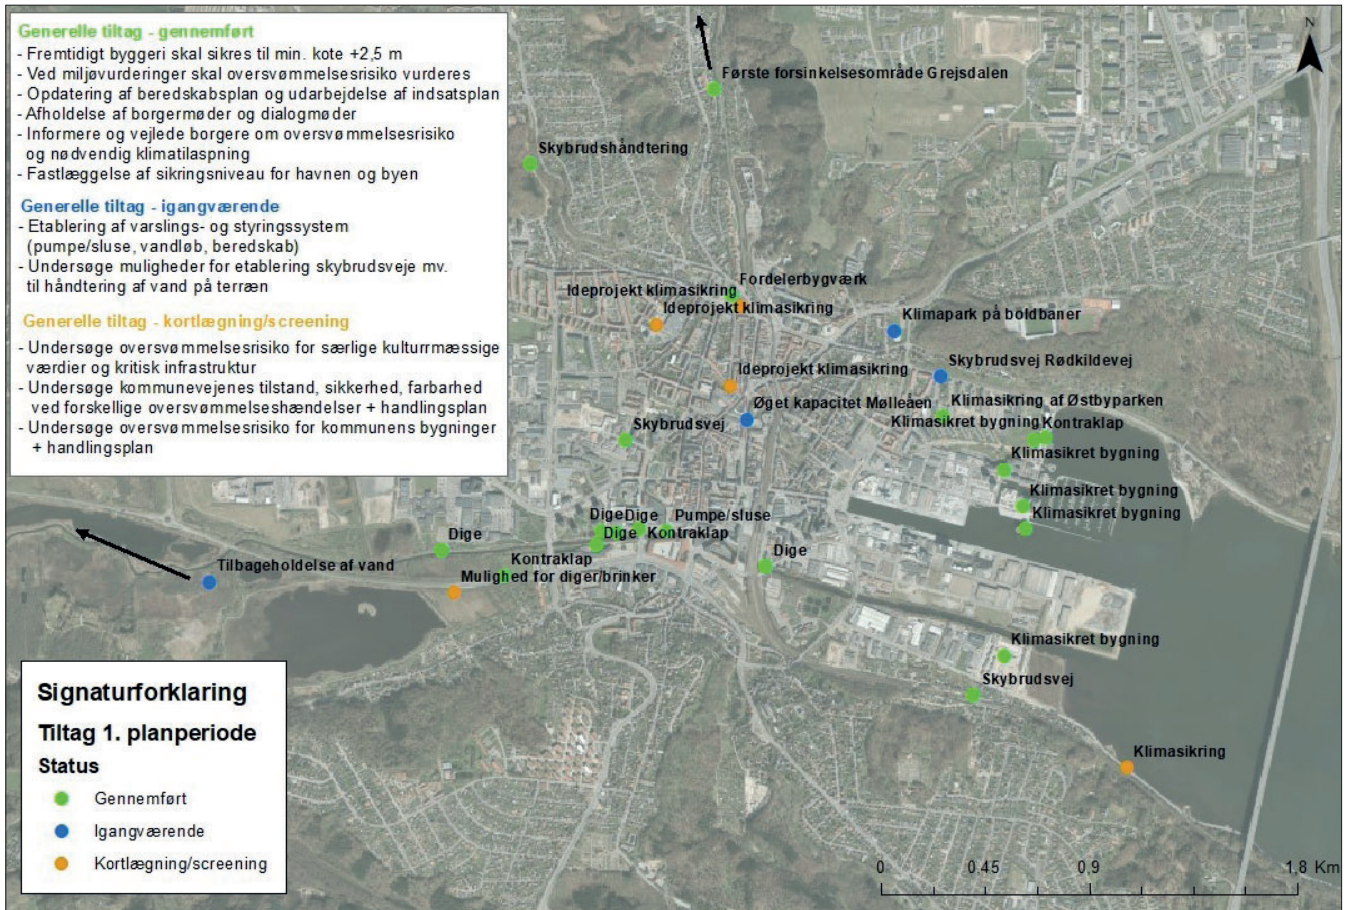 Generelle tiltag - gennemført
- Fremtidigt byggeri skal sikres til min. kote +2,5 m
- Ved miljøvurderinger skal oversvømmelsesrisiko vurderes
- Opdatering af beredskabsplan og udarbejdelse af indsatsplan
- Afholdelse af borgermøder og dialogmøder
- Informere og vejlede borgere om oversvømmelsesrisiko
og nødvendig klimatilaspning
- Fastlæggelse af sikringsniveau for havnen og byen
Generelle tiltag - igangværende
- Etablering af varslings- og styringssystem
(pumpe/sluse, vandløb, beredskab)
- Undersøge muligheder for etablering skybrudsveje mv.
til håndtering af vand på terræn
Generelle tiltag - kortlægning/screening
- Undersøge oversvømmelsesrisiko for særlige kulturrmæssige
værdier og kritisk infrastruktur
- Undersøge kommunevejenes tilstand, sikkerhed, farbarhed
ved forskellige oversvømmelseshændelser + handlingsplan
- Undersøge oversvømmelsesrisiko for kommunens bygninger
+ handlingsplan
N
Første forsinkelsesområde Grejsdalen
Skybrudshåndtering
Fordelerbygværk
Ideprojekt klimasikring
Ideprojekt klimasikring
Klimapark på boldbaner
Ideprojekt klimasikring
Skybrudsvej Rødkildevej
Øget kapacitet Mølleåen
Klimasikring af Østbyparken
Skybrudsvej
Klimasikret bygning
Kontraklap
Klimasikret bygning
Klimasikret bygning
Klimasikret bygning
Dige
Dige
Pumpe/sluse
Dige
Dige
Kontraklap
Dige
Kontraklap
Tilbageholdelse af vand
Mulighed for diger/brinker
Klimasikret bygning
Skybrudsvej
Klimasikring
Signaturforklaring
Tiltag 1. planperiode
Status
Gennemført
Igangværende
Kortlægning/screening
0 0.45 0.9 1.8 Km